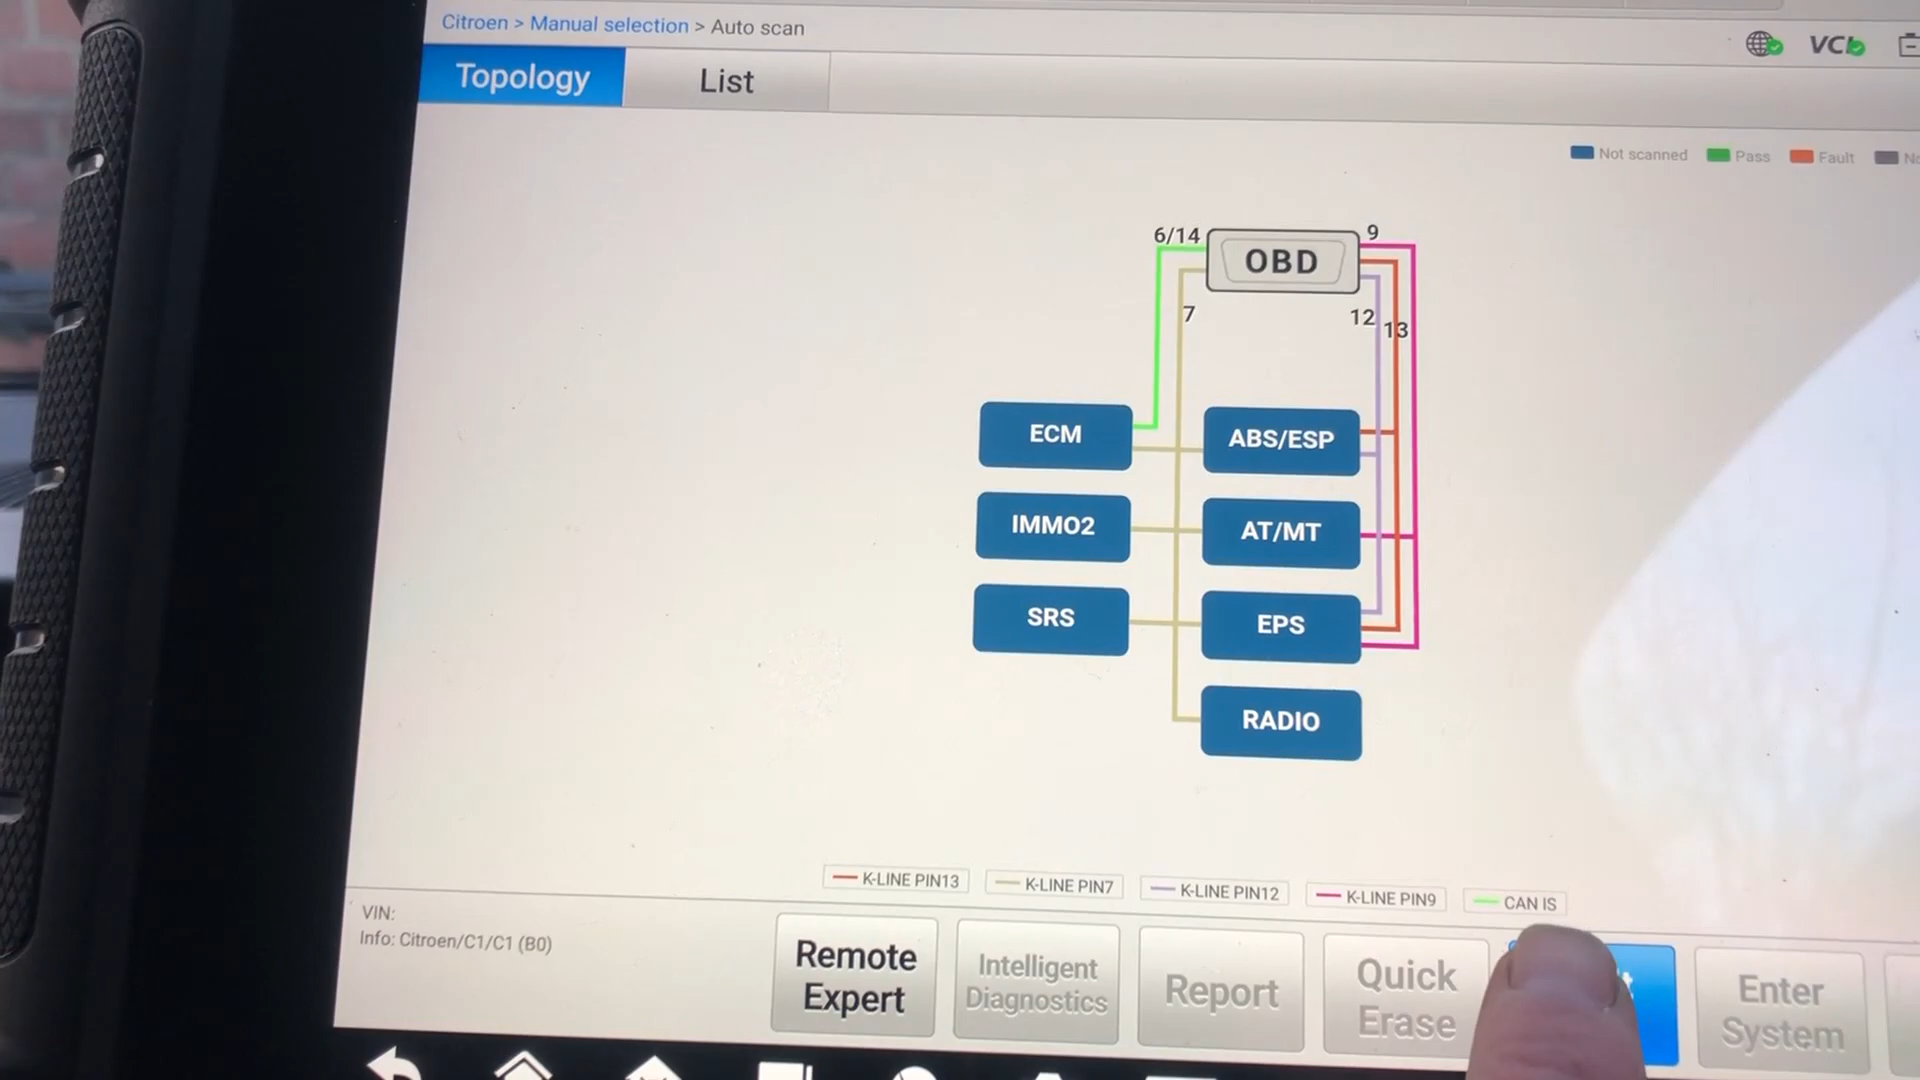 Citroen > Manual selection > Auto scan
VCI
Topology
List
Not scanned
Pass
Fault
6/14
OBD
9
7
12
13
ECM
ABS/ESP
IMMO2
AT/MT
SRS
EPS
RADIO
K-LINE PIN13
K-LINE PIN7
K-LINE PIN12
K-LINE PIN9
CAN IS
VIN:
Info: Citroen/C1/C1 (B0)
Remote
Expert
Intelligent
Diagnostics
Report
Quick
Erase
Enter
System